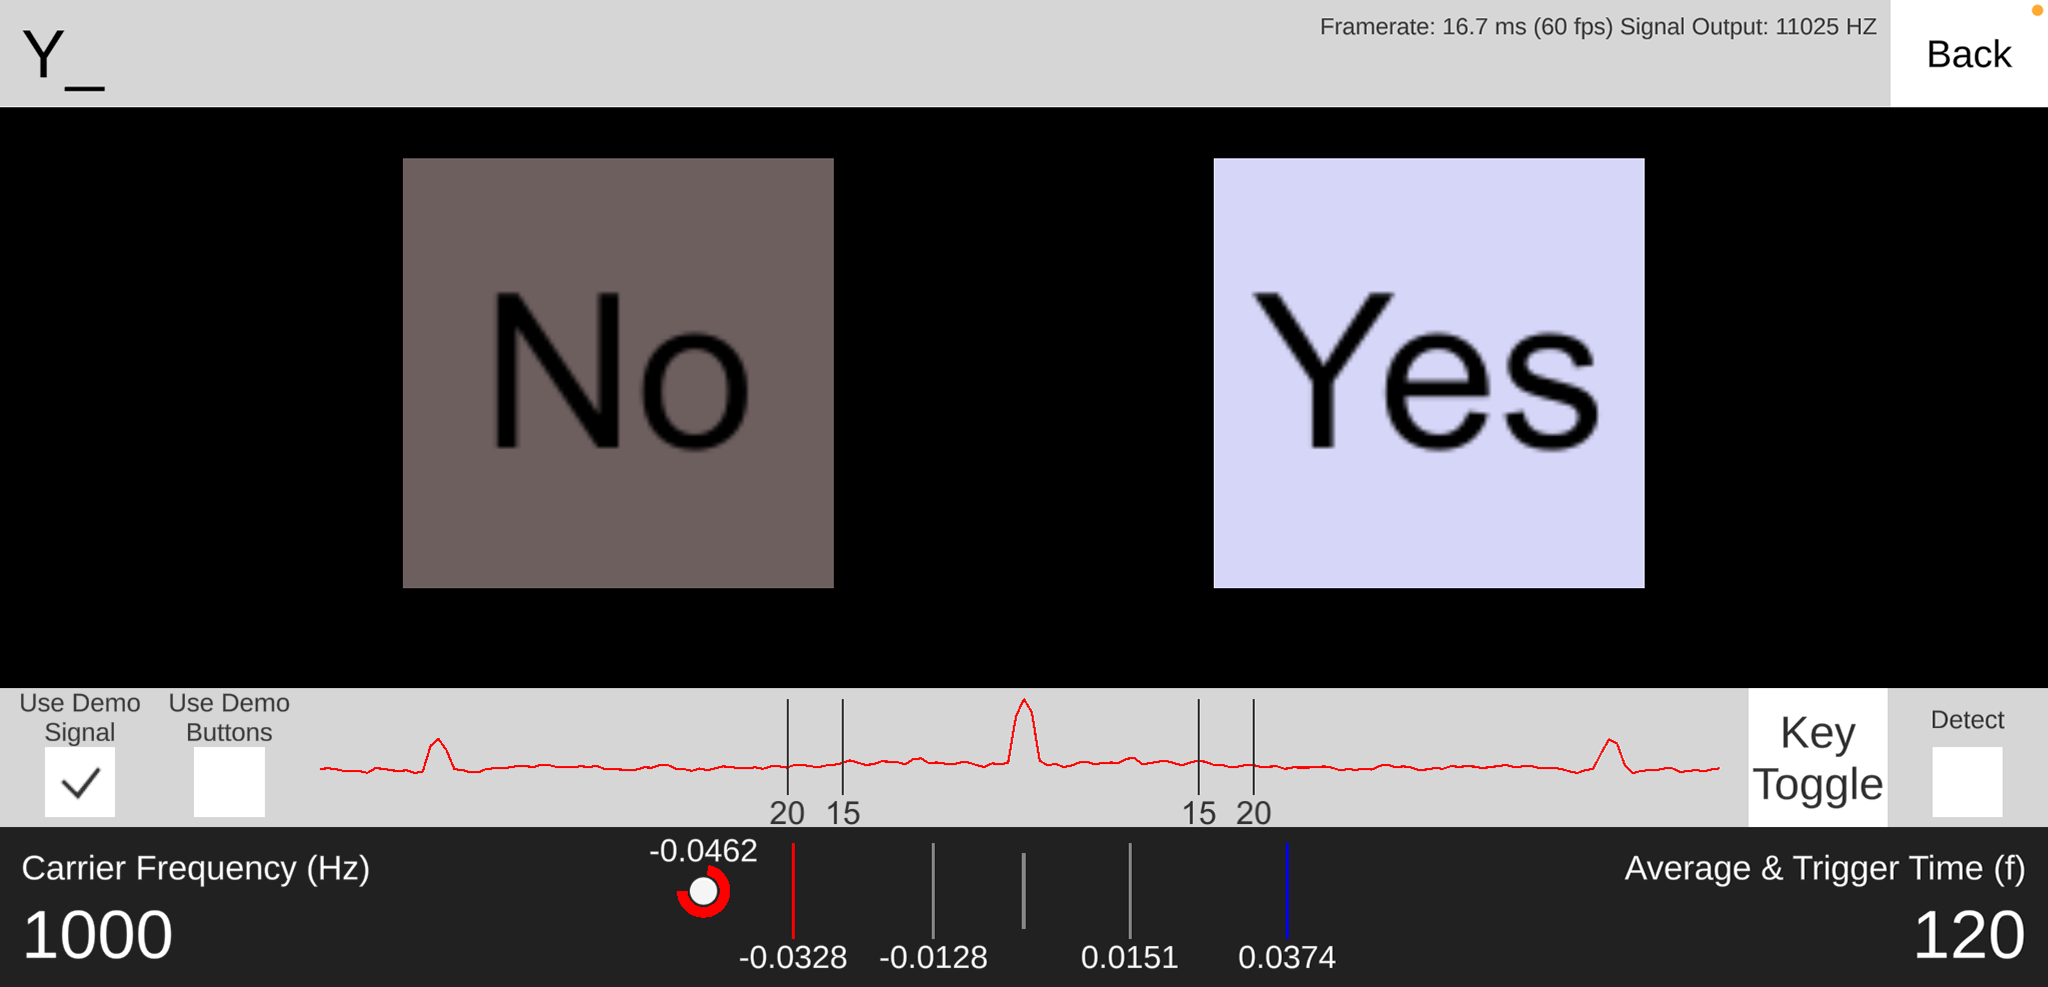 Y_
Framerate: 16.7 ms (60 fps) Signal Output: 11025 HZ
Back
No
Yes
Use Demo
Signal
Use Demo
Buttons
20
15
15
20
Key
Toggle
Detect
Carrier Frequency (Hz)
1000
-0.0462
-0.0328
-0.0128
0.0151
0.0374
Average & Trigger Time (f)
120